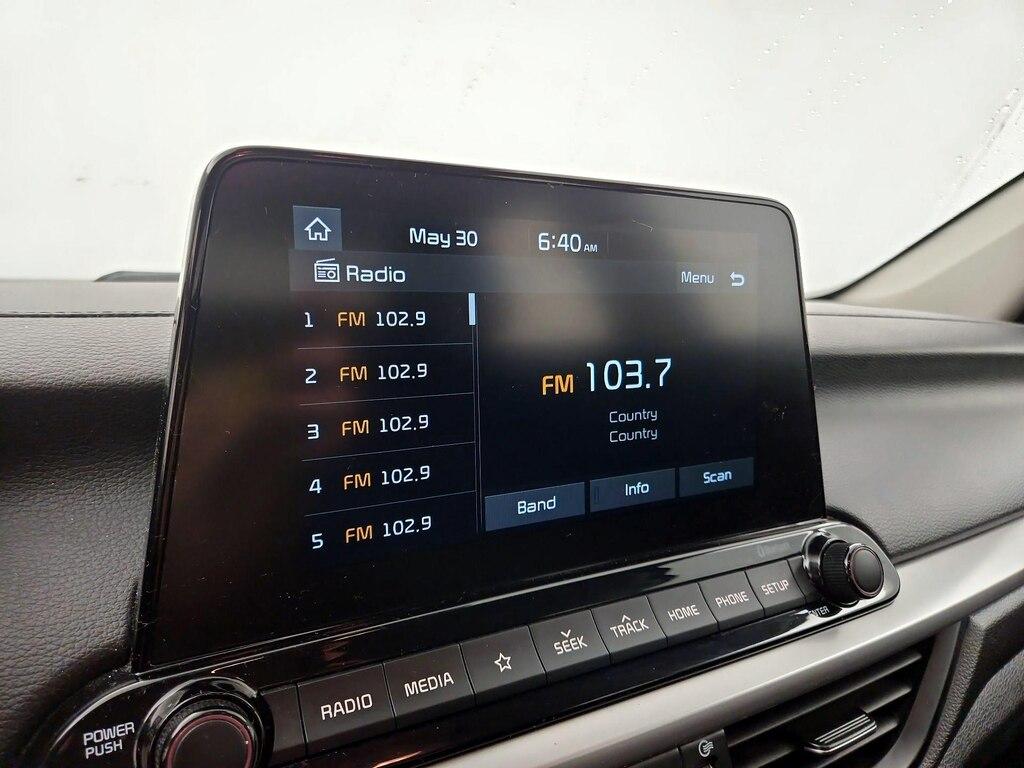 May 30 6:40 AM
Radio Menu
1 FM 102.9
2 FM 102.9
3 FM 102.9
4 FM 102.9
5 FM 102.9
FM 103.7
Country
Country
Band Info Scan
POWER
PUSH
RADIO MEDIA SEEK TRACK HOME PHONE SETUP